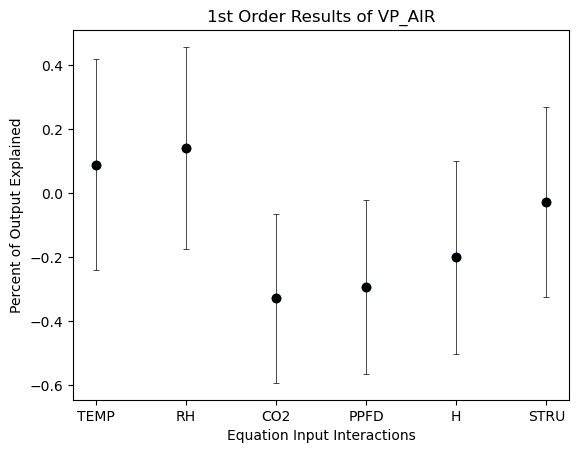 1st Order Results of VP_AIR
Percent of Output Explained
0.4
0.2
0.0
−0.2
−0.4
−0.6
TEMP RH CO2 PPFD H STRU
Equation Input Interactions